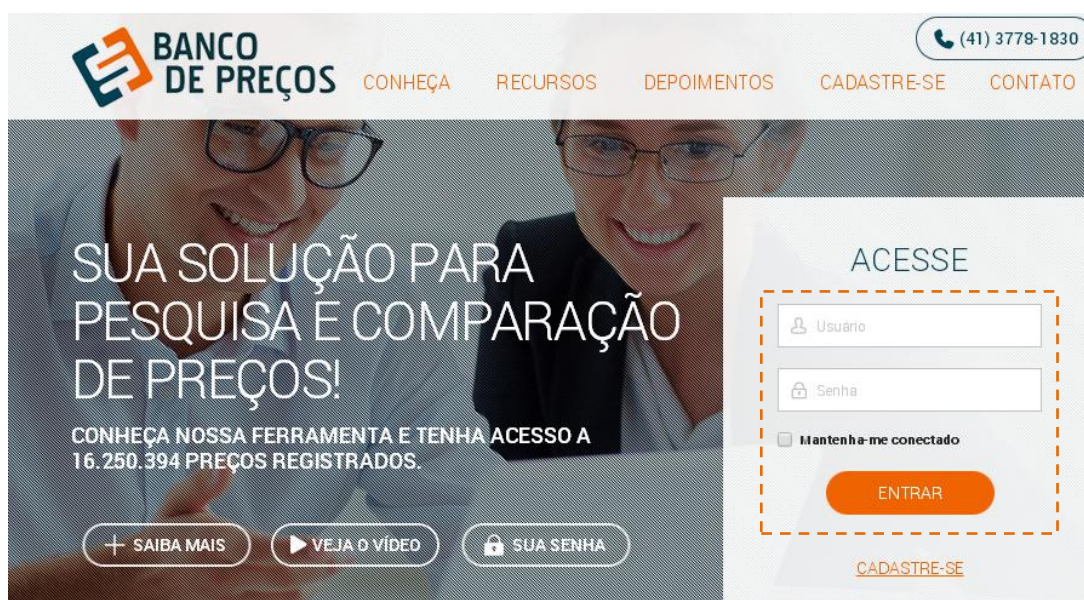 BANCO
DE PREÇOS
(41) 3778-1830
CONHEÇA RECURSOS DEPOIMENTOS CADASTRE-SE CONTATO
SUA SOLUÇÃO PARA
PESQUISA E COMPARAÇÃO
DE PREÇOS!
CONHEÇA NOSSA FERRAMENTA E TENHA ACESSO A
16.250.394 PREÇOS REGISTRADOS.
SAIBA MAIS VEJA O VÍDEO SUA SENHA
ACESSE
Usuário
Senha
Mantenha-me conectado
ENTRAR
CADASTRE-SE